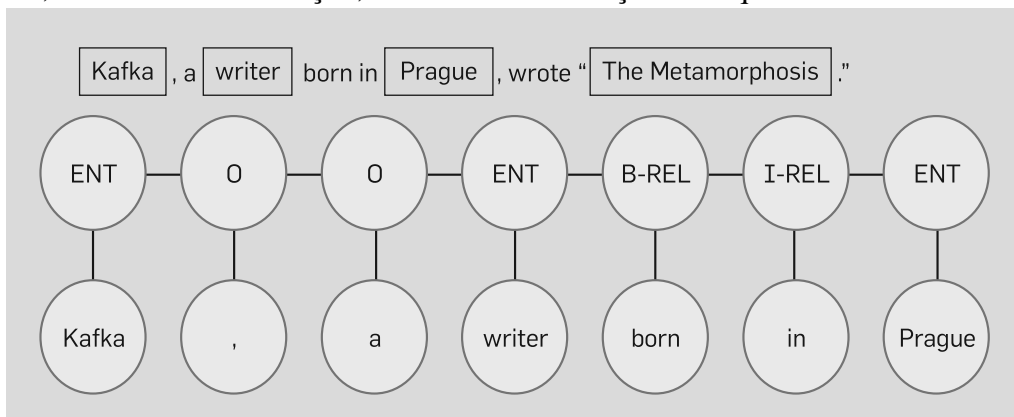 Kafka , a writer born in Prague , wrote “ The Metamorphosis .”
ENT O O ENT B-REL I-REL ENT
Kafka , a writer born in Prague